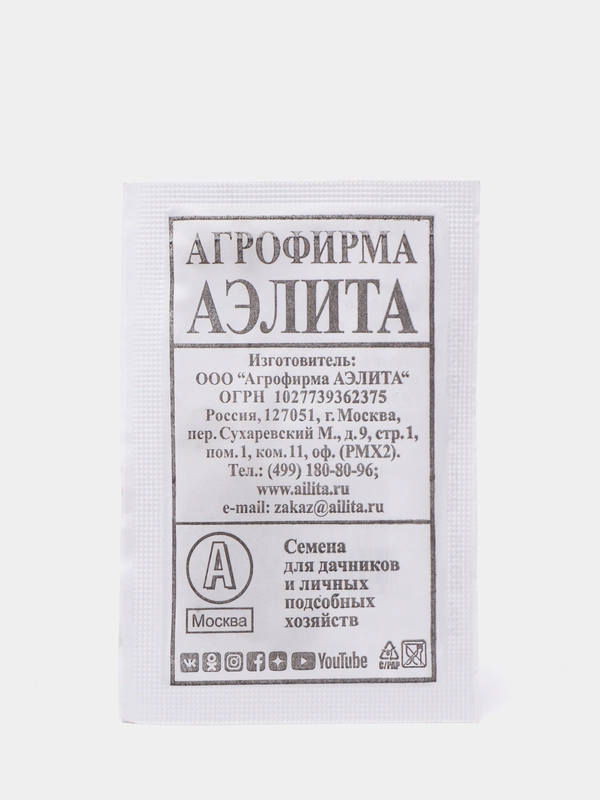 АГРОФИРМА
АЭЛИТА
Изготовитель:
ООО “Агрофирма АЭЛИТА“
ОГРН 1027739362375
Россия, 127051, г. Москва,
пер. Сухаревский М., д. 9, стр. 1,
пом. 1, ком. 11, оф. (РМХ2).
Тел.: (499) 180-80-96;
www.ailita.ru
e-mail: zakaz@ailita.ru
А
Москва
Семена
для дачников
и личных
подсобных
хозяйств
YouTube
C/PAP